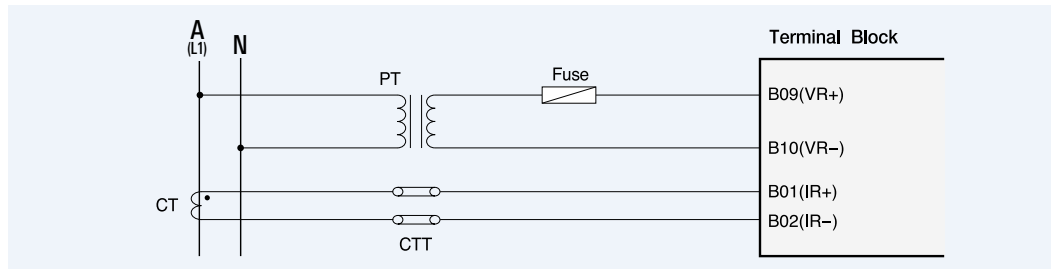 A
(L1)
N
Terminal Block
PT
Fuse
B09(VR+)
B10(VR−)
B01(IR+)
CT
B02(IR−)
CTT